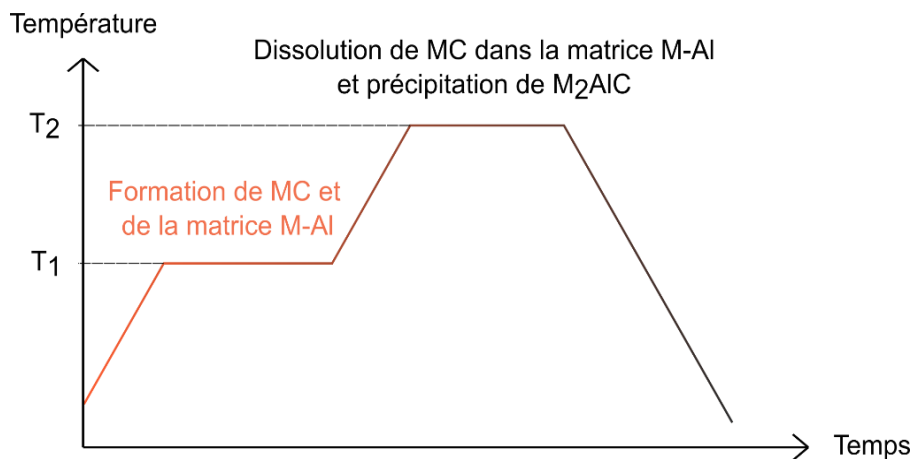 Température
Dissolution de MC dans la matrice M-Al
et précipitation de M2AlC
T2
Formation de MC et
de la matrice M-Al
T1
Temps